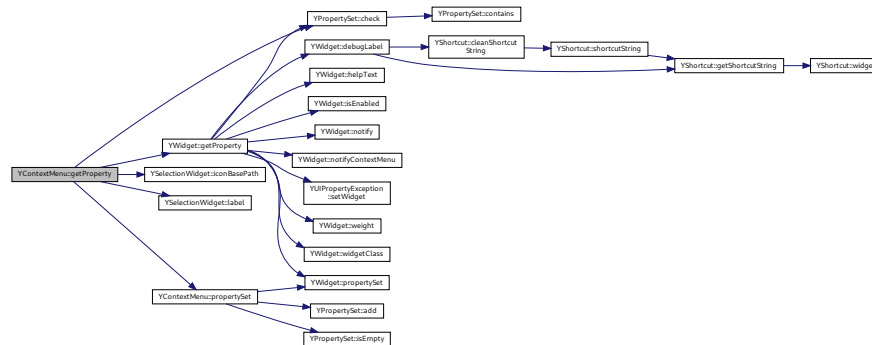 YPropertySet::check
YPropertySet::contains
YWidget::debugLabel
YShortcut::cleanShortcut
String
YShortcut::shortcutString
YShortcut::getShortcutString
YShortcut::widge
YWidget::helpText
YWidget::isEnabled
YWidget::getProperty
YWidget::notify
YWidget::notifyContextMenu
YContextMenu::getProperty
YSelectionWidget::iconBasePath
YUIPropertyException
::setWidget
YSelectionWidget::label
YWidget::weight
YWidget::widgetClass
YWidget::propertySet
YContextMenu::propertySet
YPropertySet::add
YPropertySet::isEmpty